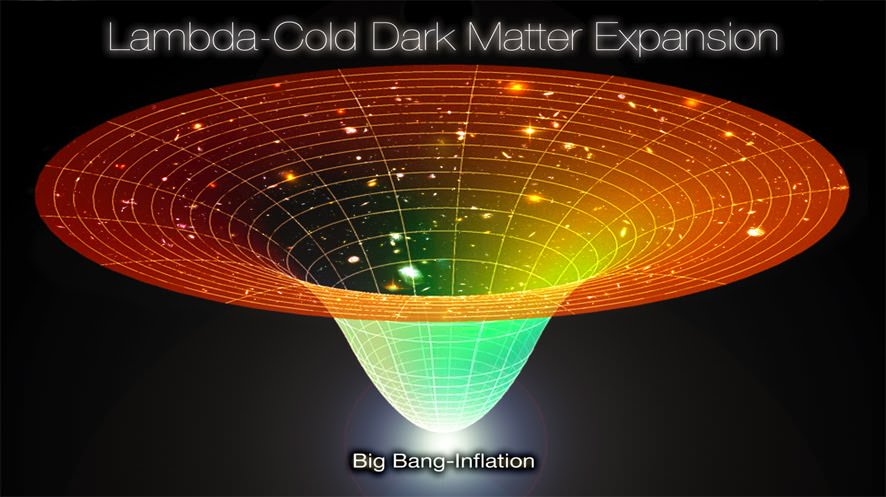 Lambda-Cold Dark Matter Expansion
Big Bang-Inflation